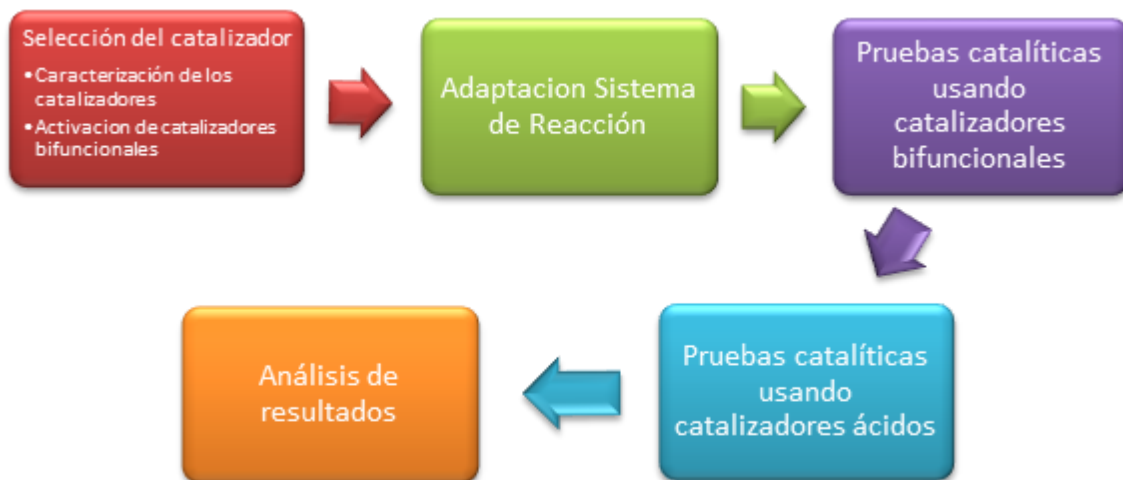 Selección del catalizador
•Caracterización de los
catalizadores
•Activacion de catalizadores
bifuncionales
Adaptacion Sistema
de Reacción
Pruebas catalíticas
usando
catalizadores
bifuncionales
Pruebas catalíticas
usando
catalizadores ácidos
Análisis de
resultados